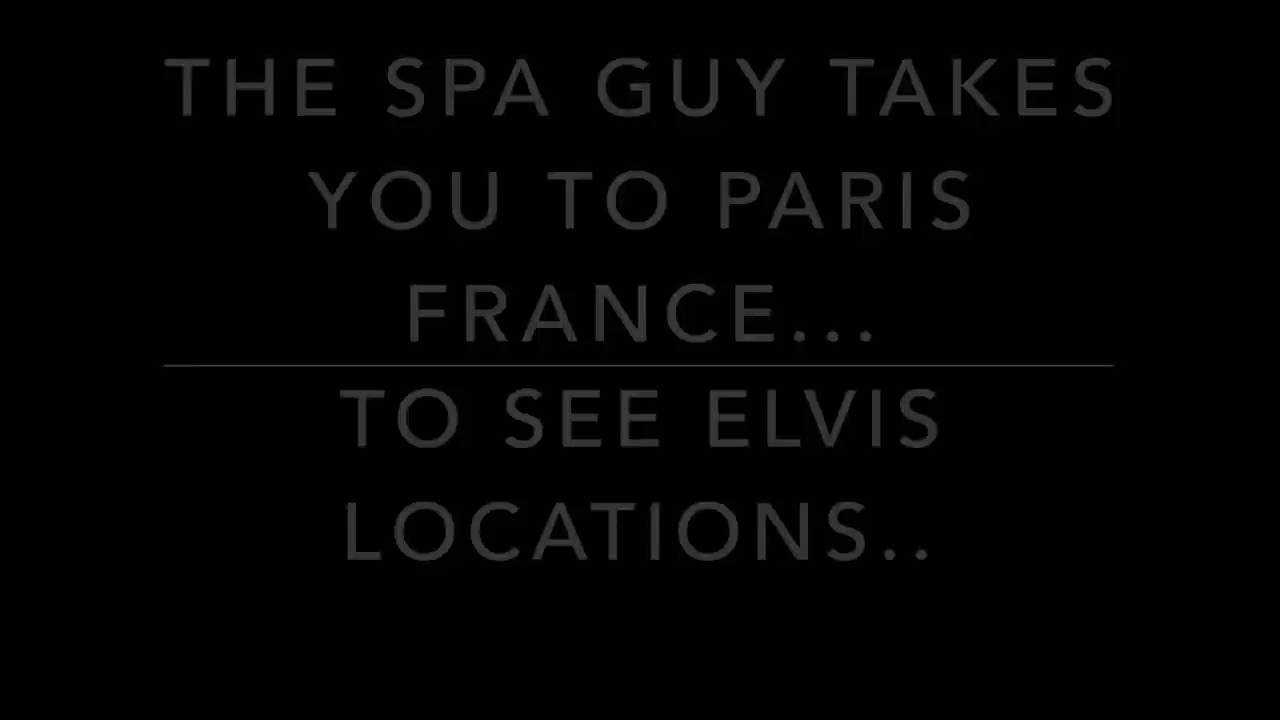 THE SPA GUY TAKES
YOU TO PARIS
FRANCE...
TO SEE ELVIS
LOCATIONS..